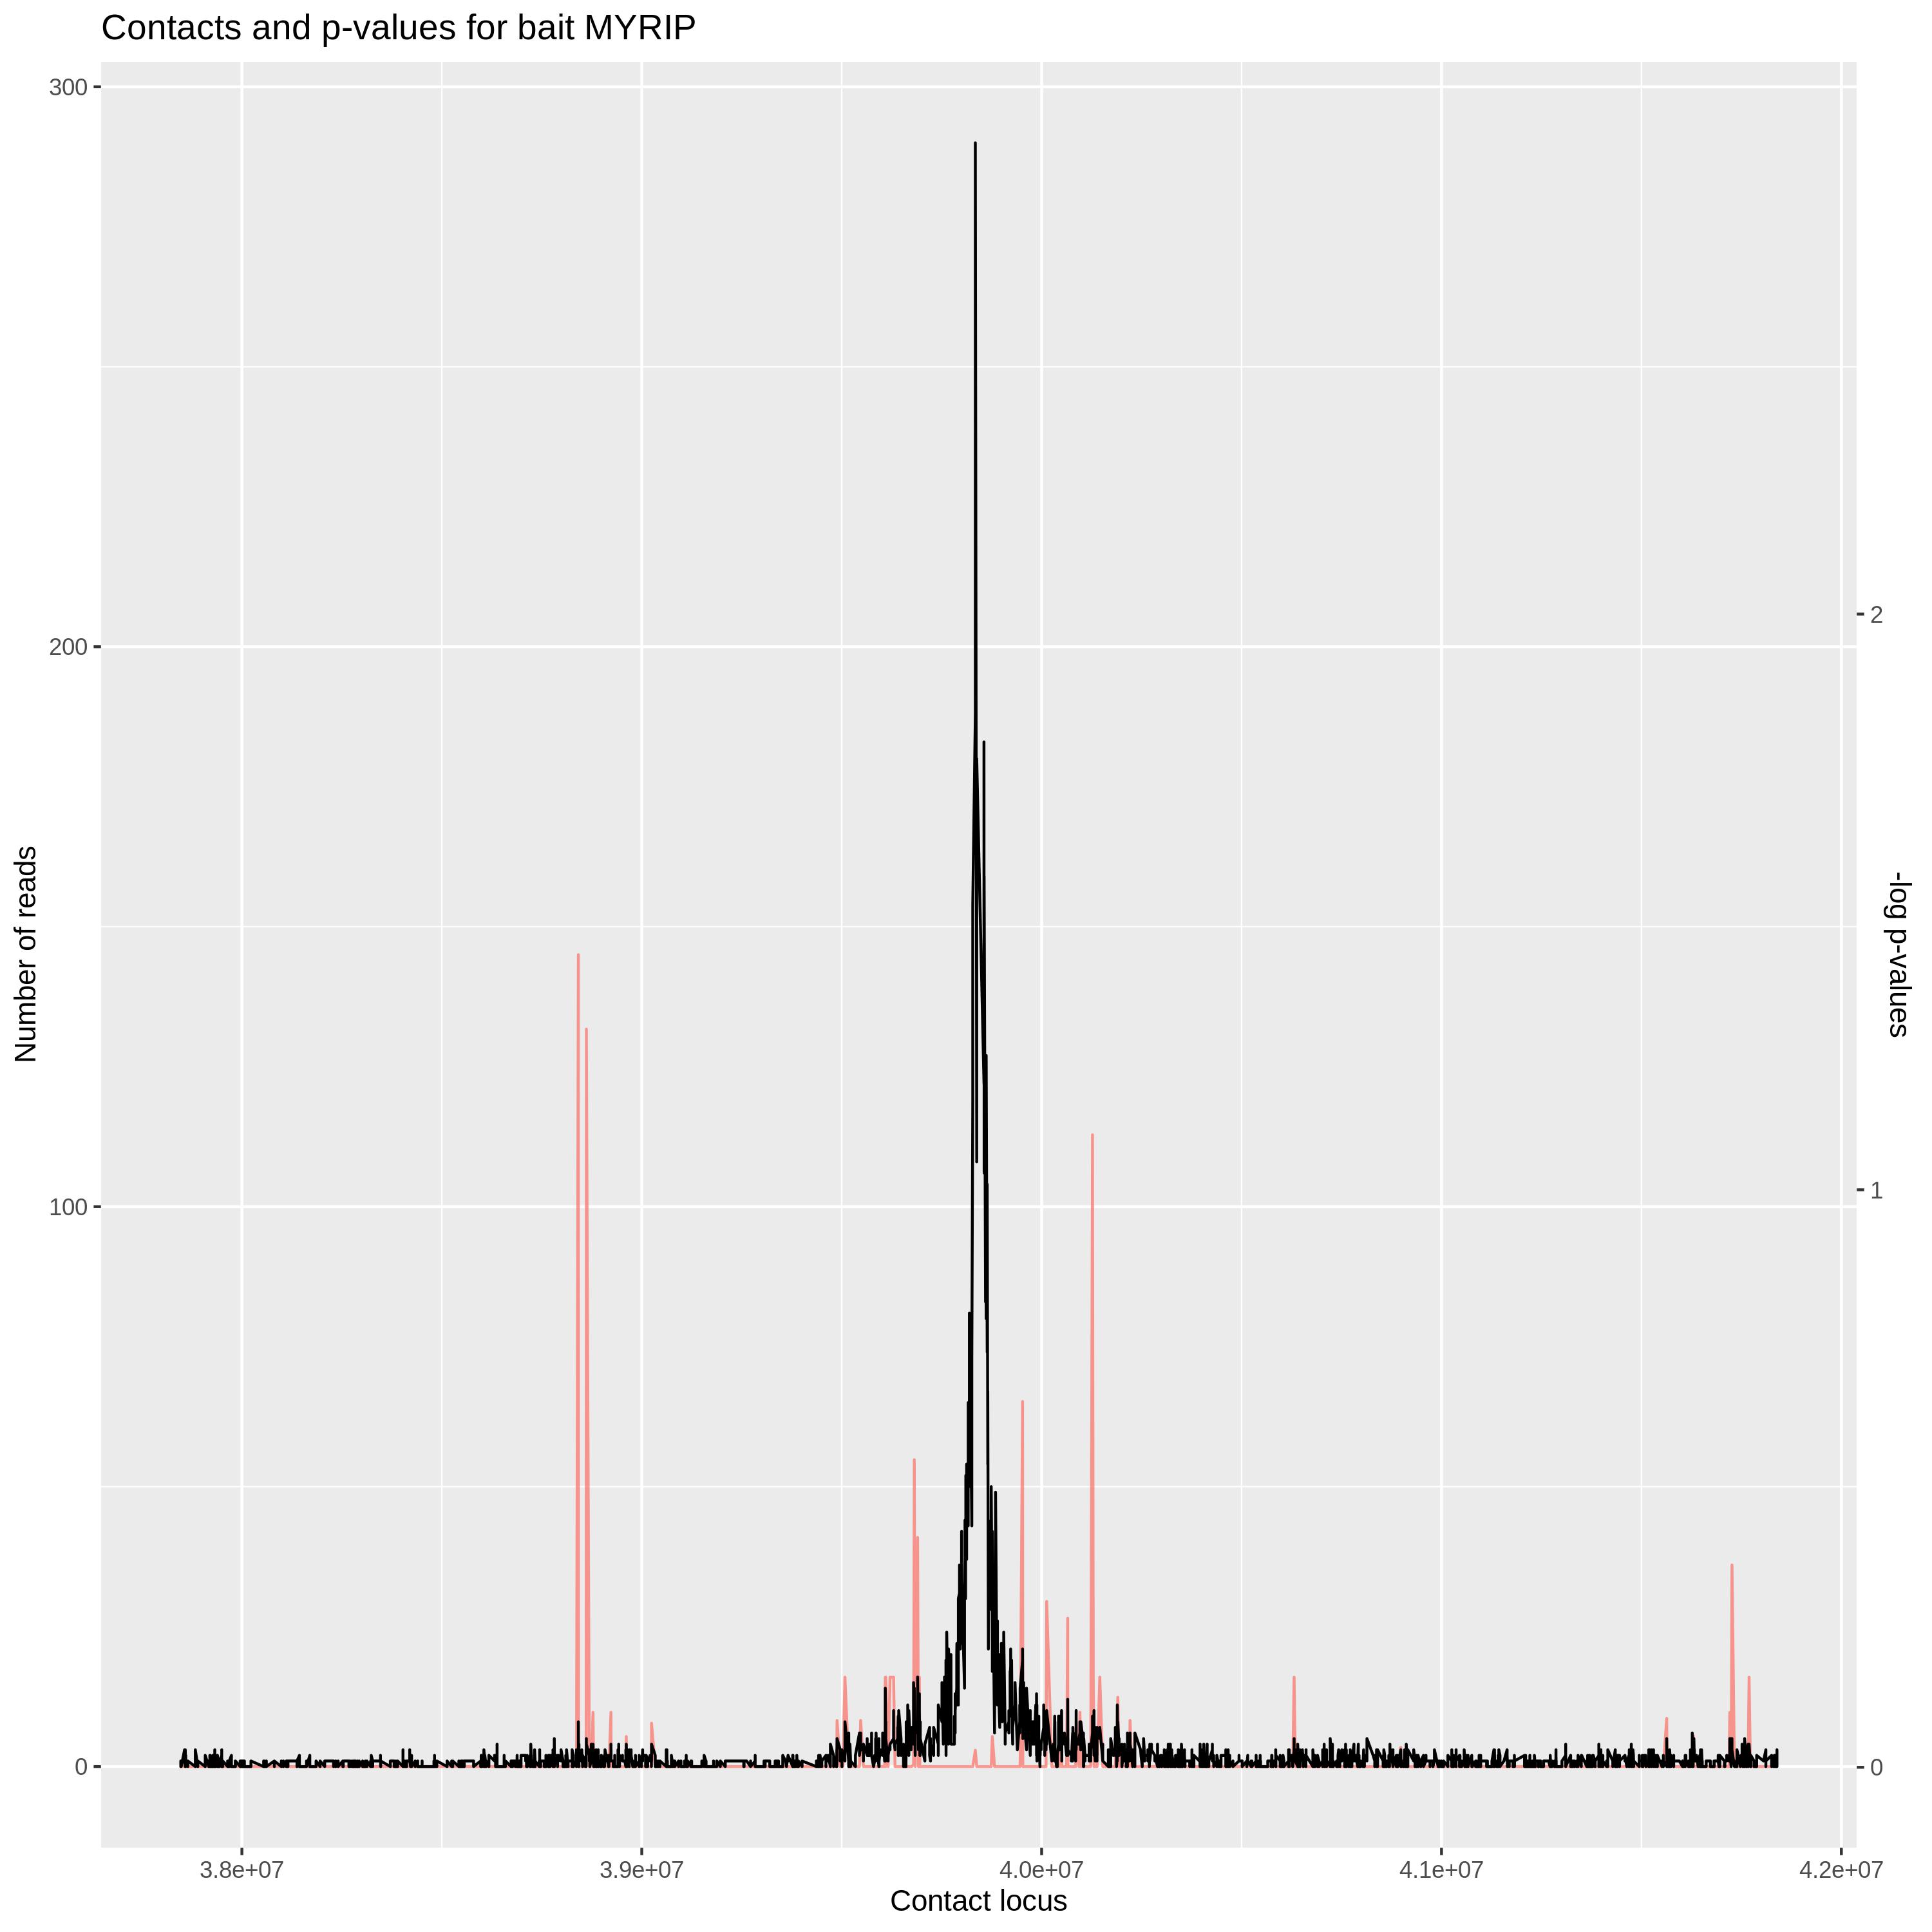 Contacts and p-values for bait MYRIP
300
200
100
0
Number of reads
2
1
0
-log p-values
3.8e+07 3.9e+07 4.0e+07 4.1e+07 4.2e+07
Contact locus